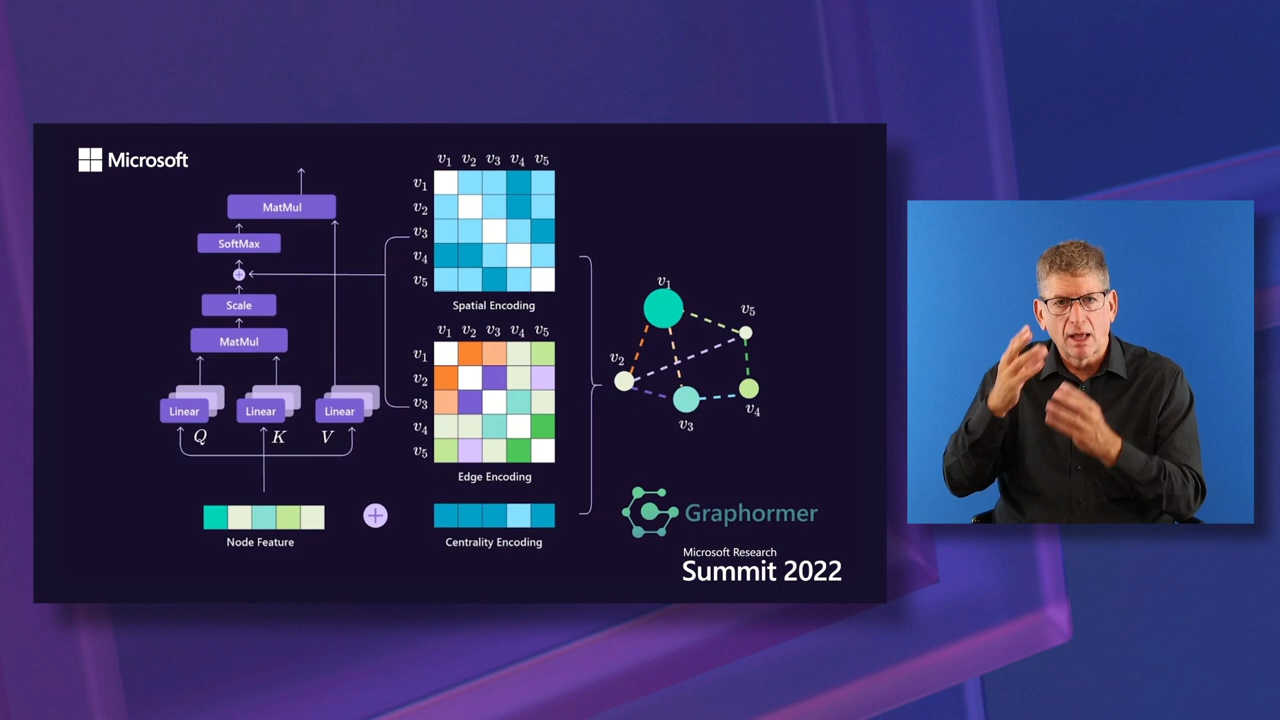 Microsoft
MatMul
SoftMax
+
Scale
MatMul
Linear Linear Linear
Q K V
Node Feature
+
v1 v2 v3 v4 v5
v1
v2
v3
v4
v5
Spatial Encoding
v1 v2 v3 v4 v5
v1
v2
v3
v4
v5
Edge Encoding
Centrality Encoding
v1
v5
v2
v4
v3
Graphormer
Microsoft Research
Summit 2022